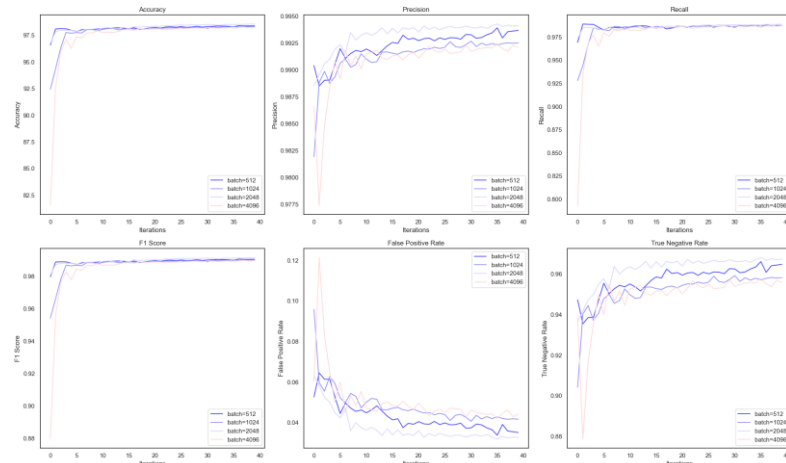 Accuracy
97.5
95.0
92.5
90.0
87.5
85.0
82.5
Accuracy
0 5 10 15 20 25 30 35 40
Iterations
batch=512
batch=1024
batch=2048
batch=4096
Precision
0.9950
0.9925
0.9900
0.9875
0.9850
0.9825
0.9800
0.9775
Precision
0 5 10 15 20 25 30 35 40
Iterations
batch=512
batch=1024
batch=2048
batch=4096
Recall
0.975
0.950
0.925
0.900
0.875
0.850
0.825
0.800
Recall
0 5 10 15 20 25 30 35 40
Iterations
batch=512
batch=1024
batch=2048
batch=4096
F1 Score
0.98
0.96
0.94
0.92
0.90
0.88
F1 Score
0 5 10 15 20 25 30 35 40
Iterations
batch=512
batch=1024
batch=2048
batch=4096
False Positive Rate
0.12
0.10
0.08
0.06
0.04
False Positive Rate
0 5 10 15 20 25 30 35 40
Iterations
batch=512
batch=1024
batch=2048
batch=4096
True Negative Rate
0.96
0.94
0.92
0.90
0.88
True Negative Rate
0 5 10 15 20 25 30 35 40
Iterations
batch=512
batch=1024
batch=2048
batch=4096